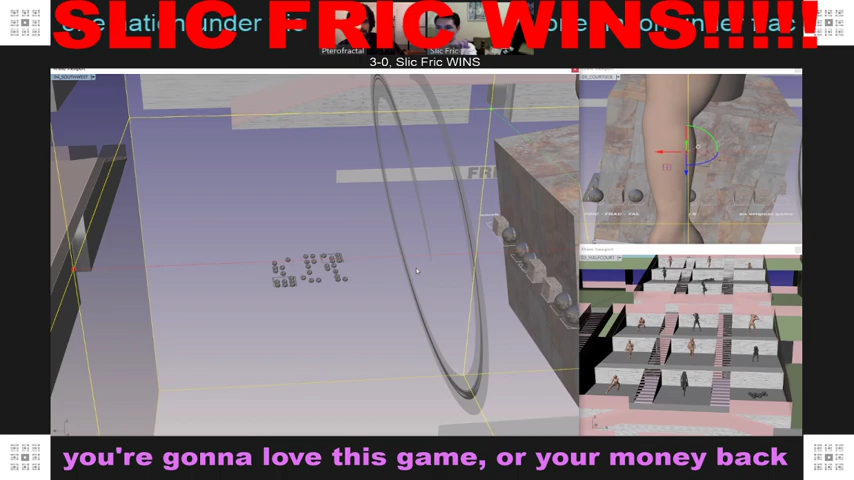 SLIC FRIC WINS!!!!!
Pterofractal Slic Fric
3-0, Slic Fric WINS
FRI
you're gonna love this game, or your money back